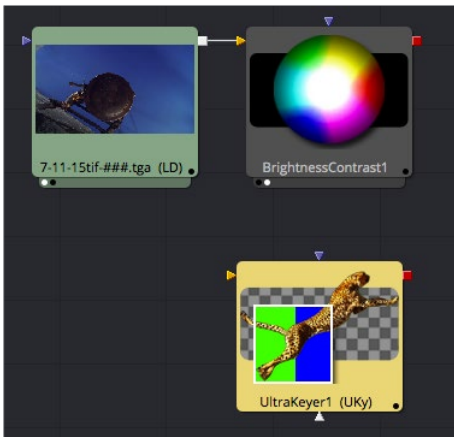 7-11-15tif-###.tga (LD)
BrightnessContrast1
UltraKeyer1 (UKy)